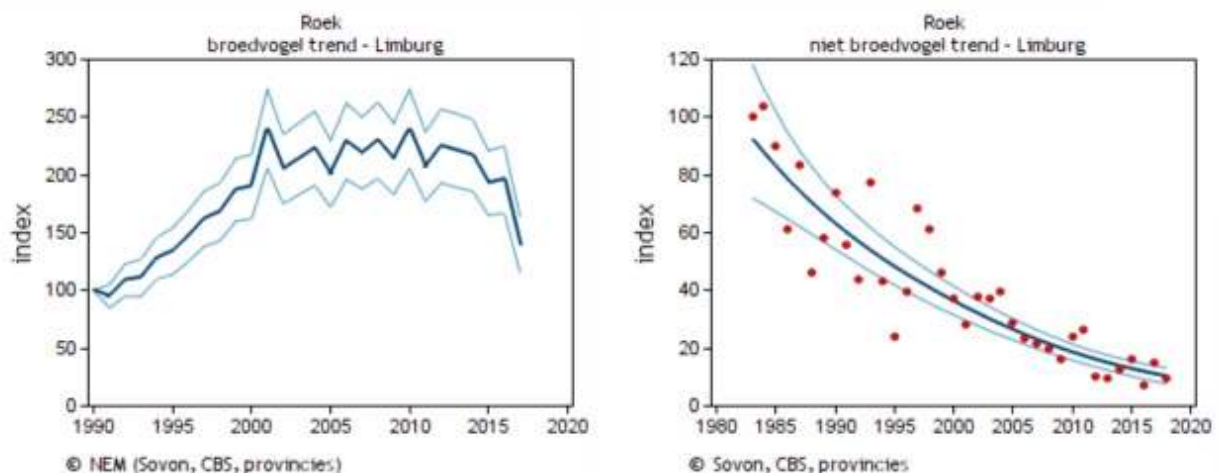 Roek
broedvogel trend - Limburg
300
250
200
150
100
50
0
index
1990 1995 2000 2005 2010 2015 2020
© NEM (Sovon, CBS, provincies)
Roek
niet broedvogel trend - Limburg
120
100
80
60
40
20
0
index
1980 1985 1990 1995 2000 2005 2010 2015 2020
© Sovon, CBS, provincies